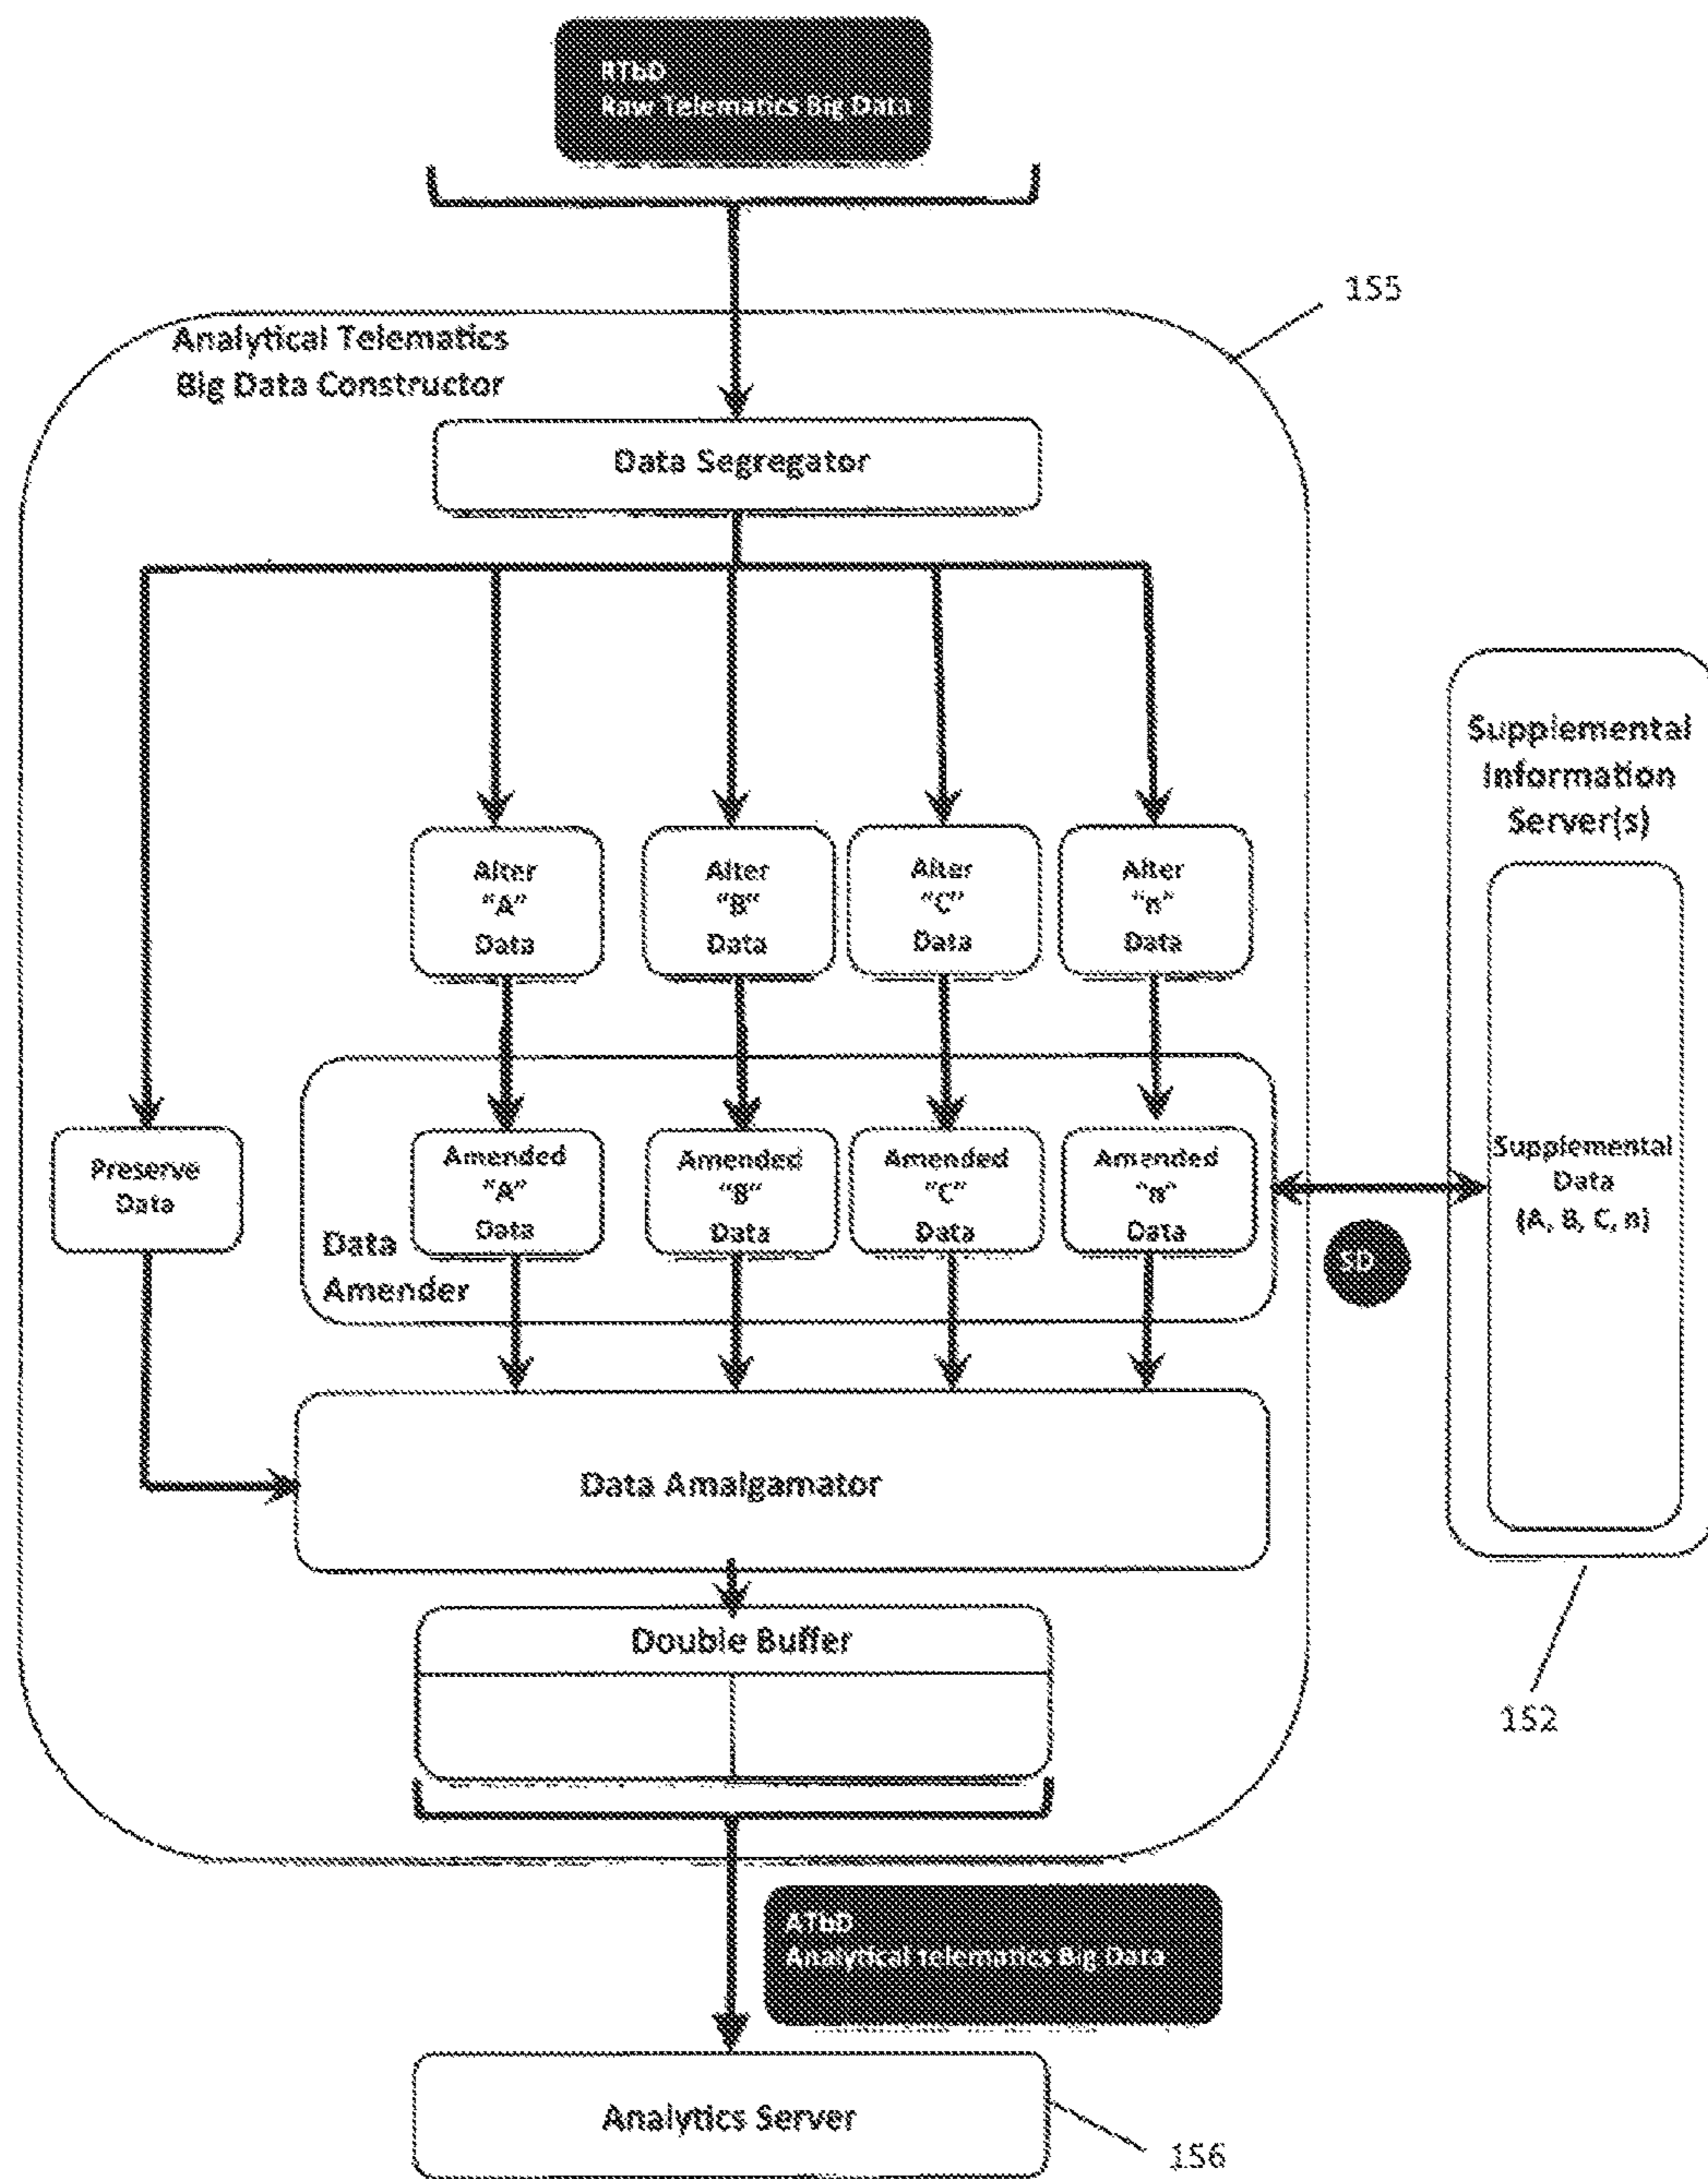 RTbD
Raw Telematics Big Data
155
Analytical Telematics
Big Data Constructor
Data Segregator
Supplemental
Information
Server(s)
Alter
"A"
Data
Alter
"B"
Data
Alter
"C"
Data
Alter
"n"
Data
Preserve
Data
Amended
"A"
Data
Amended
"B"
Data
Amended
"C"
Data
Amended
"n"
Data
Data
Amender
Supplemental
Data
(A, B, C, n)
SD
Data Amalgamator
Double Buffer
152
ATbD
Analytical telematics Big Data
Analytics Server
156